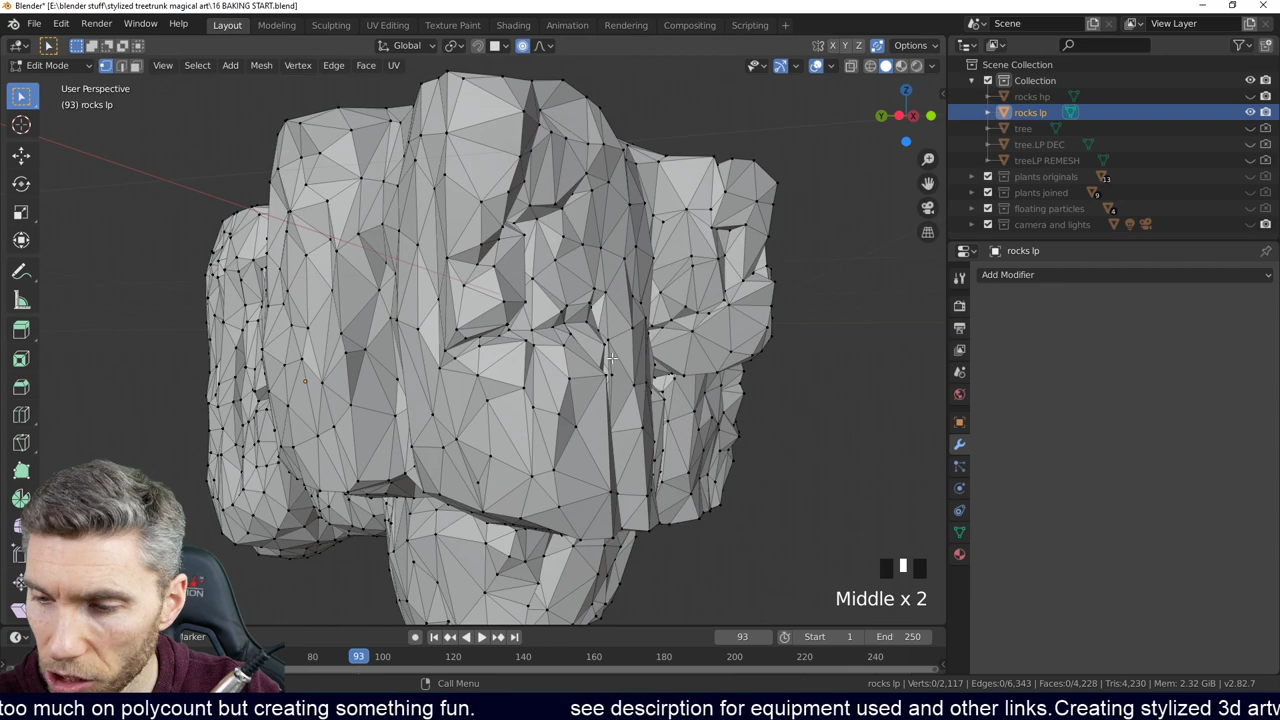 Blender* [E:\blender stuff\stylized treetrunk magical art\16 BAKING START.blend]
File Edit Render Window Help Layout Modeling Sculpting UV Editing Texture Paint Shading Animation Rendering Compositing Scripting + Scene View Layer
Global X Y Z Options
Edit Mode View Select Add Mesh Vertex Edge Face UV
User Perspective
(93) rocks lp
Z
Y X
Scene Collection
Collection
rocks hp
rocks lp
tree
tree.LP DEC
treeLP REMESH
plants originals 13
plants joined 9
floating particles 4
camera and lights
rocks lp
Add Modifier
Middle x 2
Marker 93 Start 1 End 250
80 93 100 120 140 160 180 200 220 240
Call Menu rocks lp | Verts:0/2,117 | Edges:0/6,343 | Faces:0/4,228 | Tris:4,230 | Mem: 2.32 GiB | v2.82.7
too much on polycount but creating something fun. see descirption for equipment used and other links.Creating stylized 3d